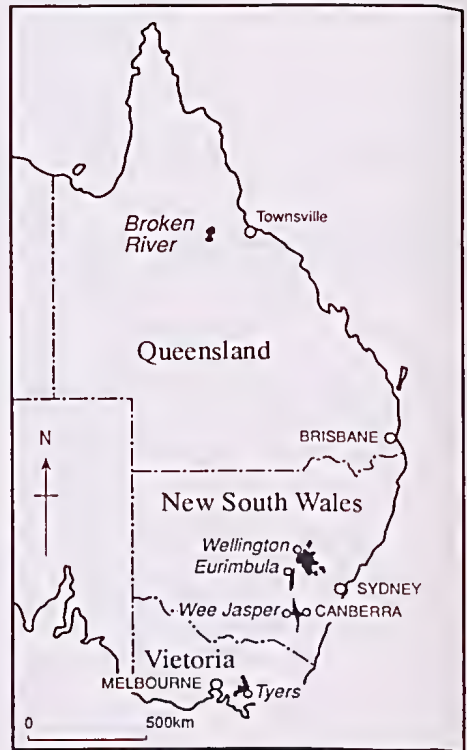 Townsville
Broken
River
Queensland
N
BRISBANE
New South Wales
Wellington
Eurimbula
SYDNEY
Wee Jasper
CANBERRA
Vietoria
MELBOURNE
Tyers
0 500km